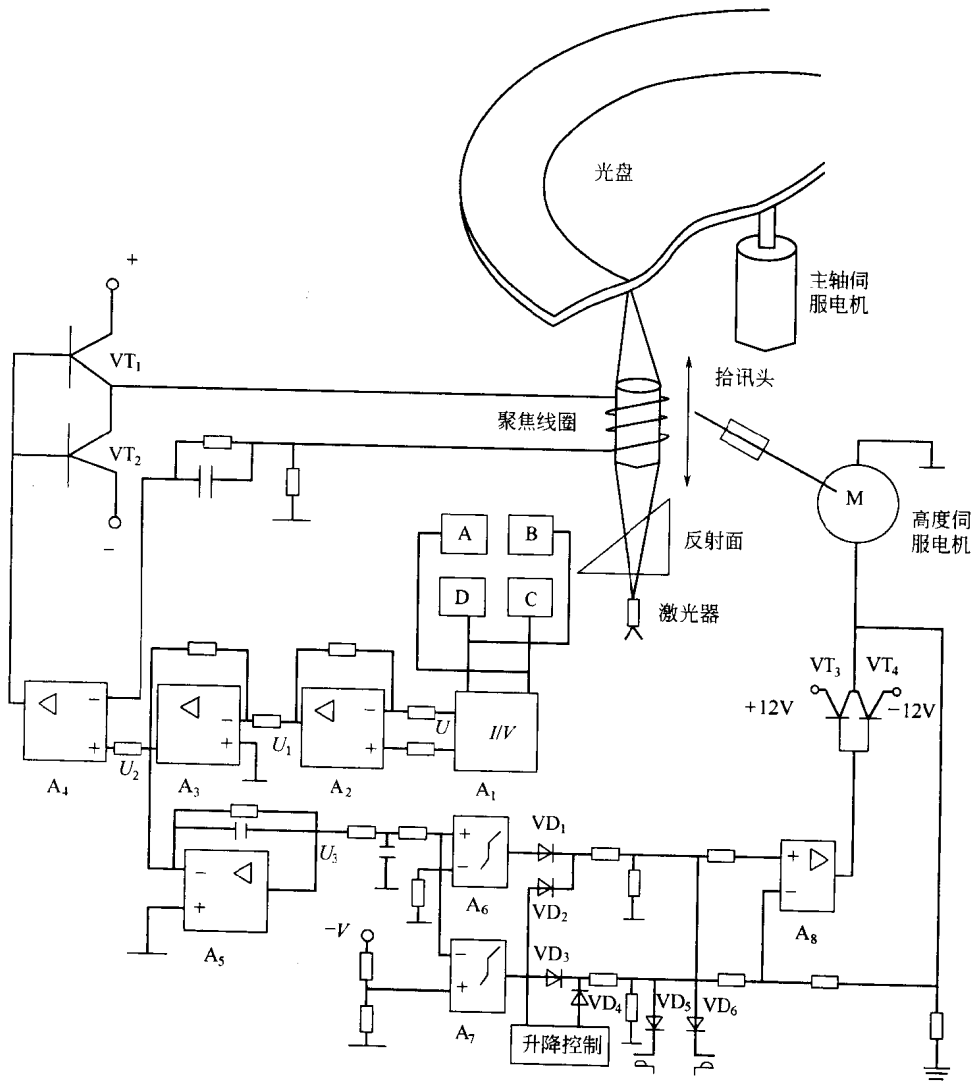 光盘
主轴伺
服电机
+
VT₁
拾讯头
聚焦线圈
VT₂
−
M
高度伺
服电机
A
B
反射面
D
C
激光器
VT₃
VT₄
+12V
−12V
−
+
U₂
A₄
−
+
U₁
A₃
−
+
U
A₂
I/V
A₁
U₃
−
+
A₅
+
−
A₆
VD₁
VD₂
+
−
A₈
−V
−
+
A₇
VD₃
VD₄
VD₅
VD₆
升降控制